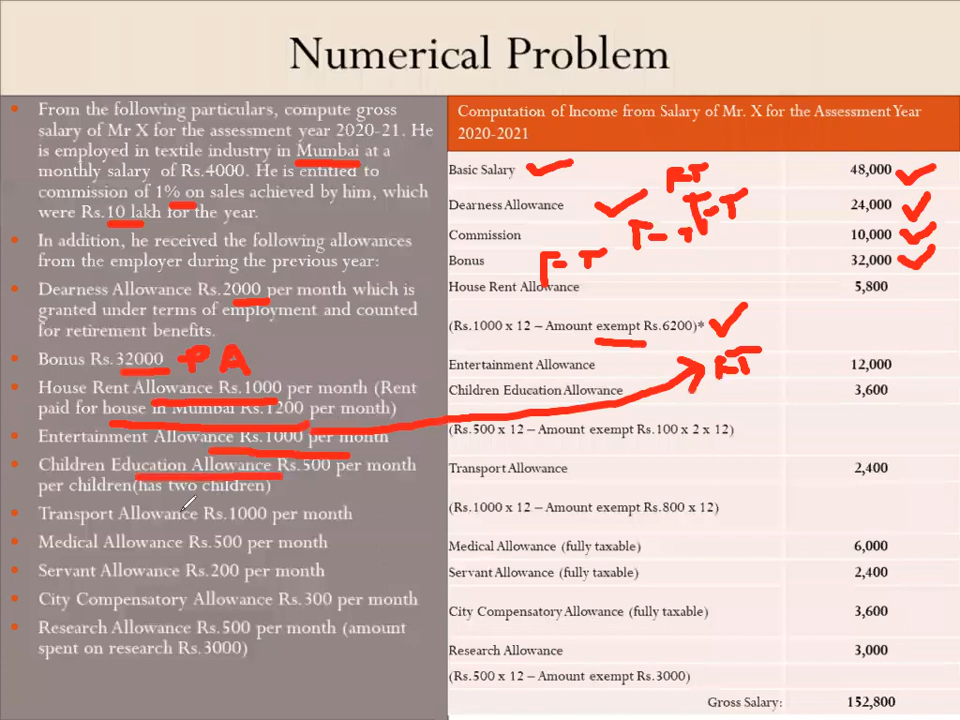 Numerical Problem
From the following particulars, compute gross
salary of Mr X for the assessment year 2020-21. He
is employed in textile industry in Mumbai at a
monthly salary of Rs.4000. He is entitled to
commission of 1% on sales achieved by him, which
were Rs.10 lakh for the year.
In addition, he received the following allowances
from the employer during the previous year:
Dearness Allowance Rs.2000 per month which is
granted under terms of employment and counted
for retirement benefits.
Bonus Rs.32000 PA
House Rent Allowance Rs.1000 per month (Rent
paid for house in Mumbai Rs.1200 per month)
Entertainment Allowance Rs.1000 per month
Children Education Allowance Rs.500 per month
per children(has two children)
Transport Allowance Rs.1000 per month
Medical Allowance Rs.500 per month
Servant Allowance Rs.200 per month
City Compensatory Allowance Rs.300 per month
Research Allowance Rs.500 per month (amount
spent on research Rs.3000)
Computation of Income from Salary of Mr. X for the Assessment Year
2020-2021
Basic Salary 48,000
FT
Dearness Allowance 24,000
F-T
Commission F-T 10,000
Bonus F-T 32,000
House Rent Allowance 5,800
(Rs.1000 x 12 – Amount exempt Rs.6200)*
Entertainment Allowance FT 12,000
Children Education Allowance 3,600
(Rs.500 x 12 – Amount exempt Rs.100 x 2 x 12)
Transport Allowance 2,400
(Rs.1000 x 12 – Amount exempt Rs.800 x 12)
Medical Allowance (fully taxable) 6,000
Servant Allowance (fully taxable) 2,400
City Compensatory Allowance (fully taxable) 3,600
Research Allowance 3,000
(Rs.500 x 12 – Amount exempt Rs.3000)
Gross Salary: 152,800